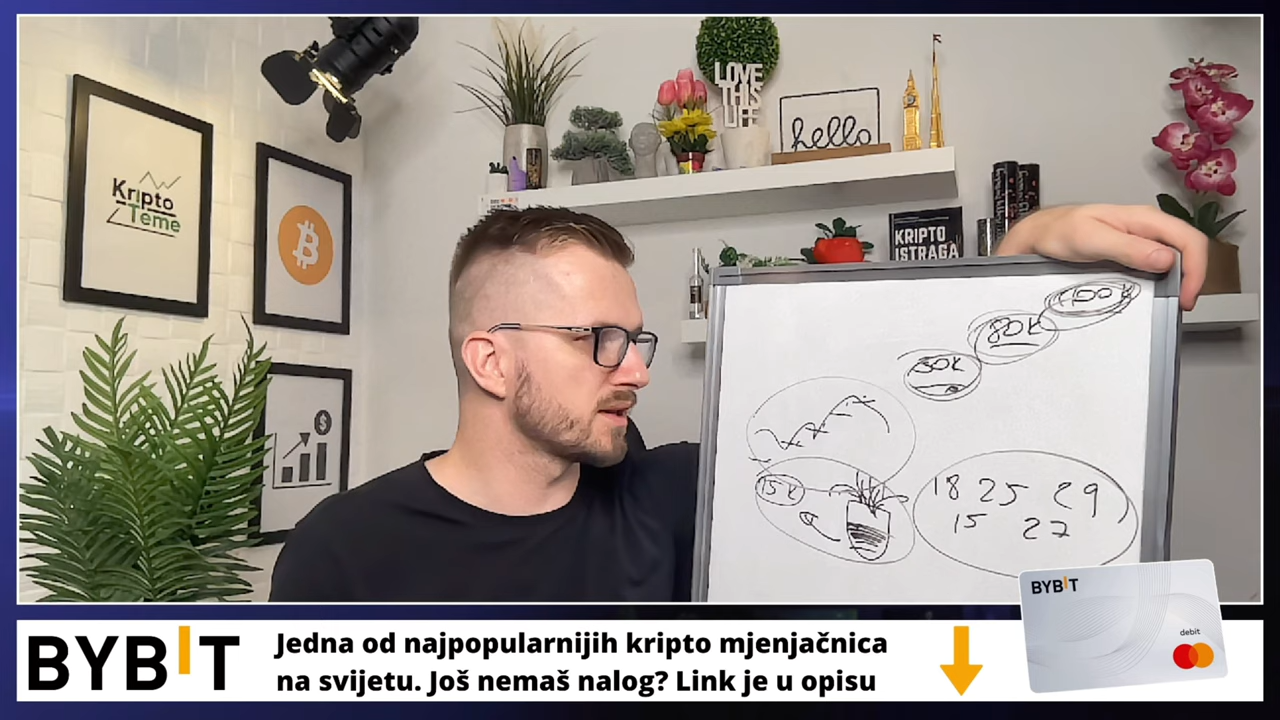 Kripto
Teme
LOVE
THIS
LIFE
hello
KRIPTO
ISTRAGA
100K
80K
15K
18 25 29
15 27
BYBIT
debit
BYBIT
Jedna od najpopularnijih kripto mjenjačnica
na svijetu. Još nemaš nalog? Link je u opisu